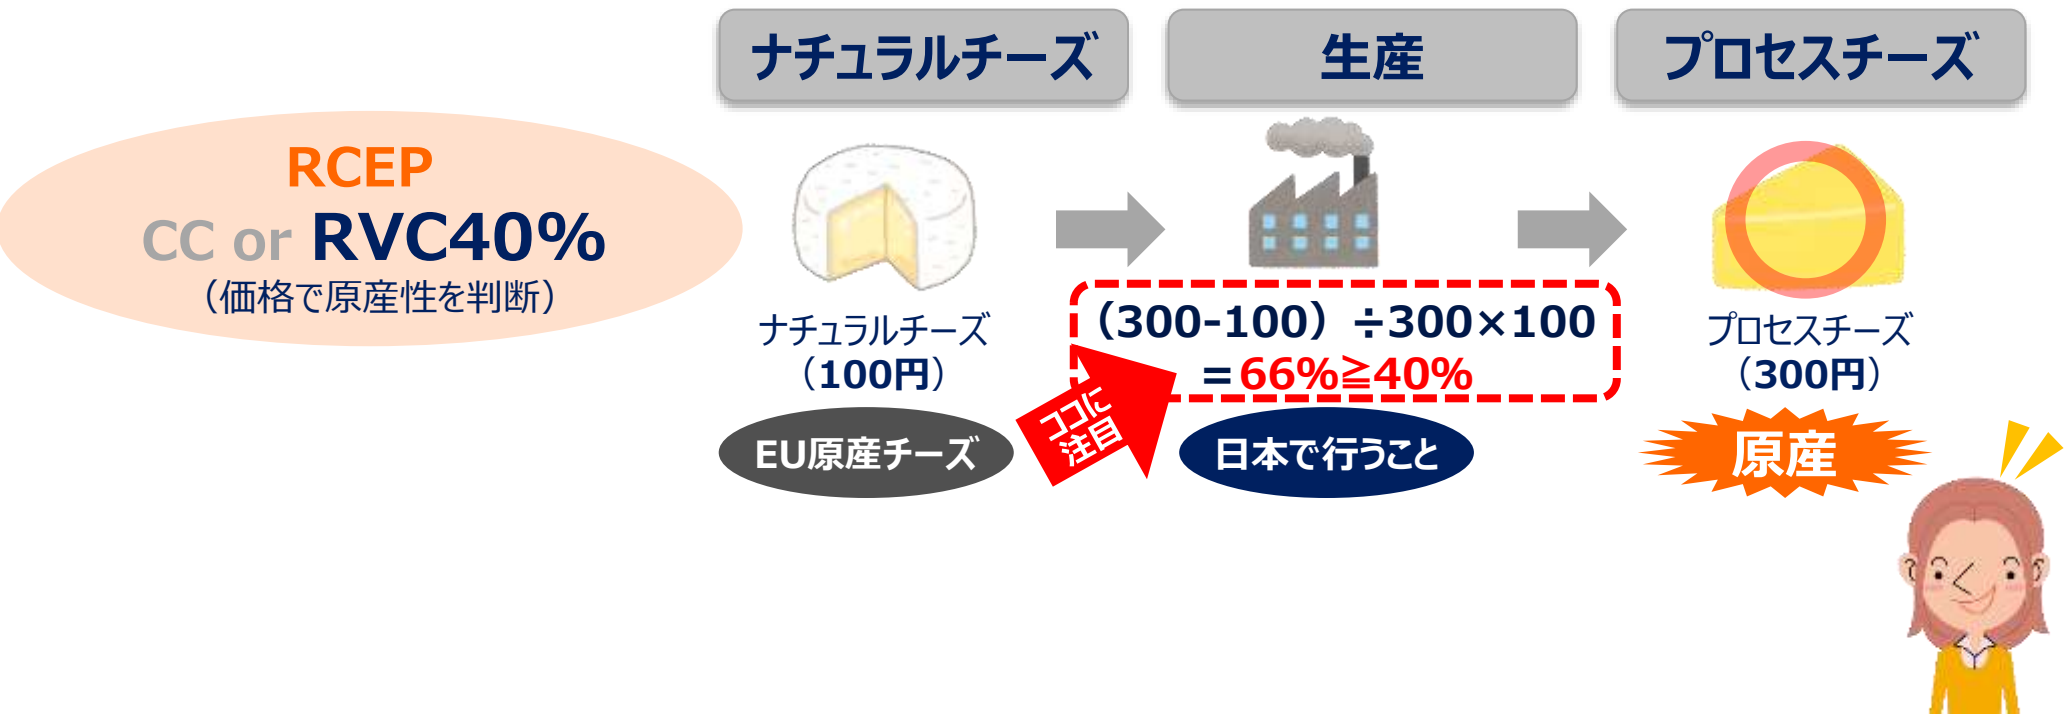 ナチュラルチーズ
生産
プロセスチーズ
RCEP
CC or RVC40%
（価格で原産性を判断）
ナチュラルチーズ
（100円）
EU原産チーズ
（300-100）÷300×100
＝66%≧40%
ココに
注目
日本で行うこと
プロセスチーズ
（300円）
原産